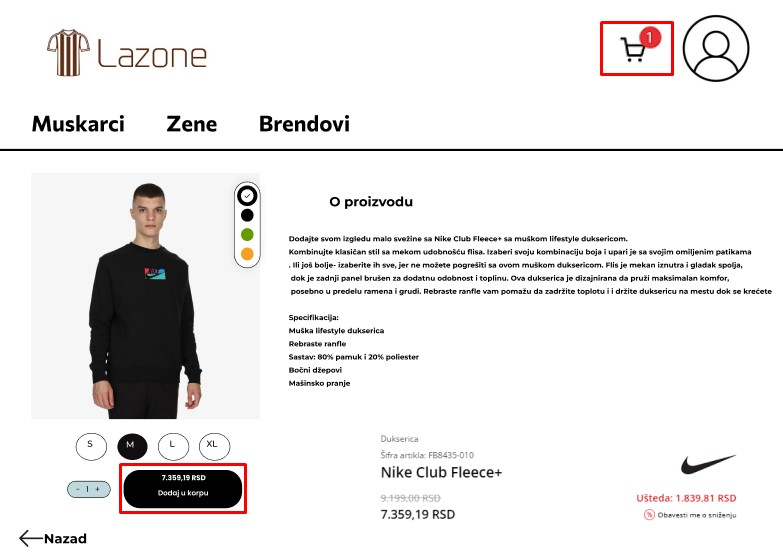 Lazone
1
Muskarci Zene Brendovi
O proizvodu
Dodajte svom izgledu malo svežine sa Nike Club Fleece+ sa muškom lifestyle duksericom.
Kombinujte klasičan stil sa mekom udobnošću flisa. Izaberi svoju kombinaciju boja i upari je sa svojim omiljenim patikama
. Ili još bolje- izaberite ih sve, jer ne možete pogrešiti sa ovom muškom duksericom. Flis je mekan iznutra i gladak spolja,
dok je zadnji panel brušen za dodatnu odobnost i toplinu. Ova dukserica je dizajnirana da pruži maksimalan komfor,
posebno u predelu ramena i grudi. Rebraste ranfle vam pomažu da zadržite toplotu i i držite duksericu na mestu dok se krećete
Specifikacija:
Muška lifestyle dukserica
Rebraste ranfle
Sastav: 80% pamuk i 20% poliester
Bočni džepovi
Mašinsko pranje
S M L XL
- 1 +
7.359,19 RSD
Dodaj u korpu
Dukserica
Šifra artikla: FB8435-010
Nike Club Fleece+
9.199,00 RSD
7.359,19 RSD
Ušteda: 1.839,81 RSD
% Obavesti me o sniženju
Nazad